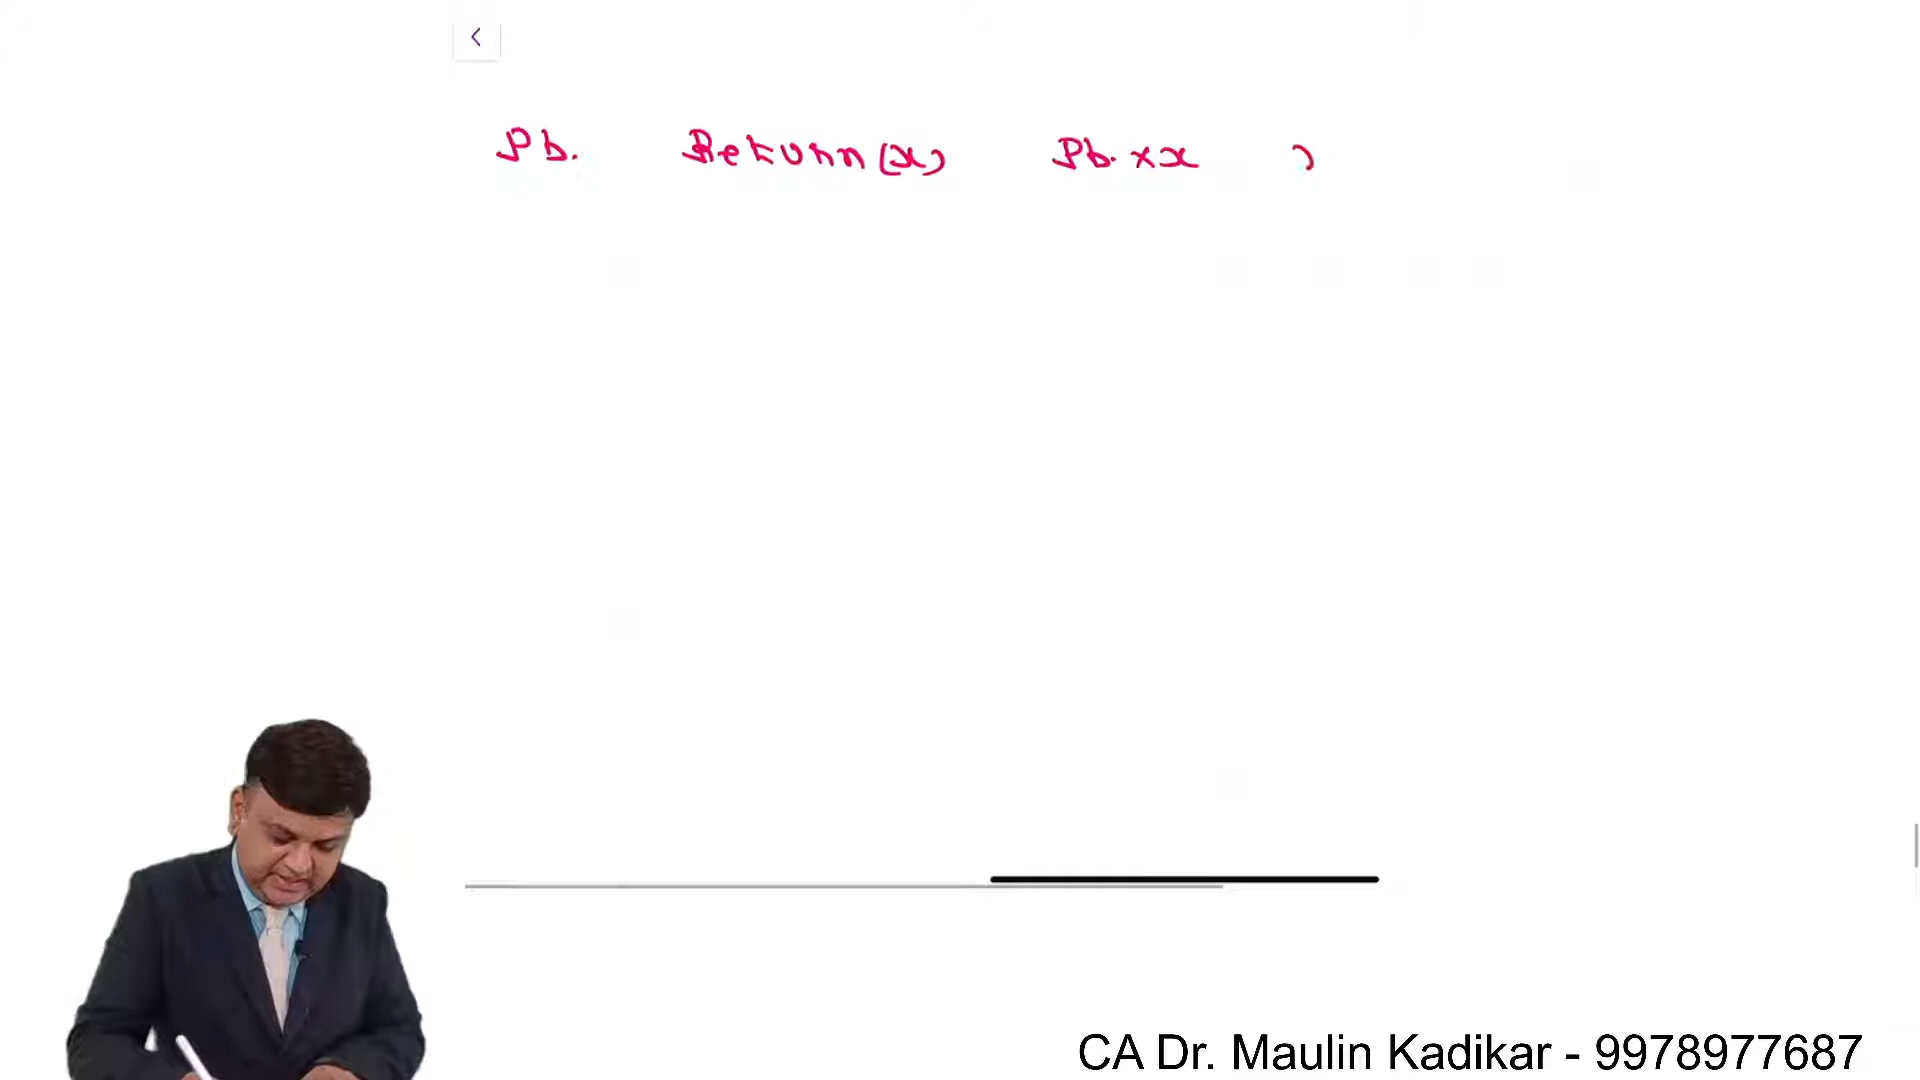 Pb. Return (x) Pb. × x
CA Dr. Maulin Kadikar - 9978977687